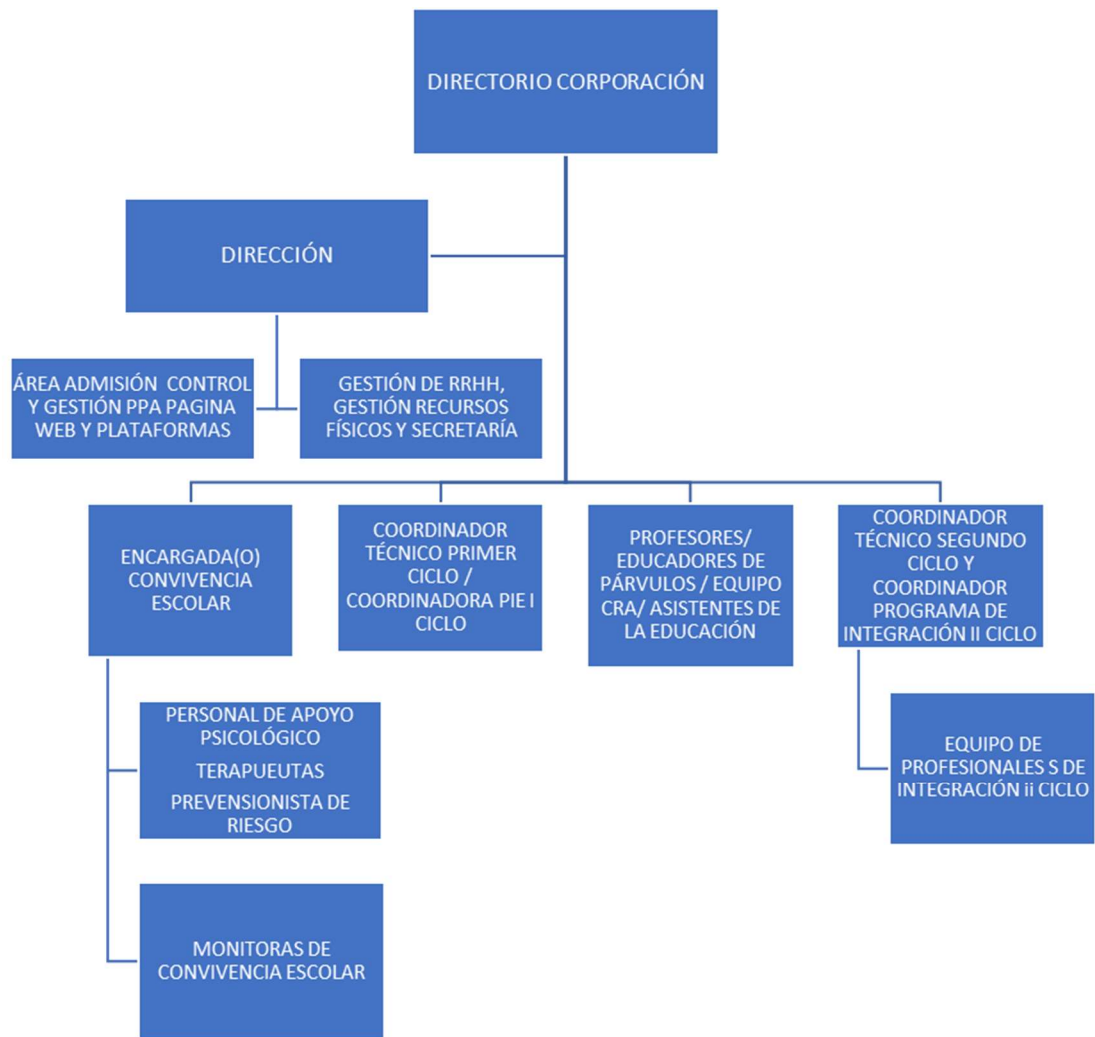 DIRECTORIO CORPORACIÓN
DIRECCIÓN
ÁREA ADMISIÓN CONTROL
Y GESTIÓN PPA PAGINA
WEB Y PLATAFORMAS
GESTIÓN DE RRHH,
GESTIÓN RECURSOS
FÍSICOS Y SECRETARÍA
ENCARGADA(O)
CONVIVENCIA
ESCOLAR
COORDINADOR
TÉCNICO PRIMER
CICLO /
COORDINADORA PIE I
CICLO
PROFESORES/
EDUCADORES DE
PÁRVULOS / EQUIPO
CRA/ ASISTENTES DE
LA EDUCACIÓN
COORDINADOR
TÉCNICO SEGUNDO
CICLO Y
COORDINADOR
PROGRAMA DE
INTEGRACIÓN II CICLO
PERSONAL DE APOYO
PSICOLÓGICO
TERAPUEUTAS
PREVENSIONISTA DE
RIESGO
EQUIPO DE
PROFESIONALES S DE
INTEGRACIÓN ii CICLO
MONITORAS DE
CONVIVENCIA ESCOLAR